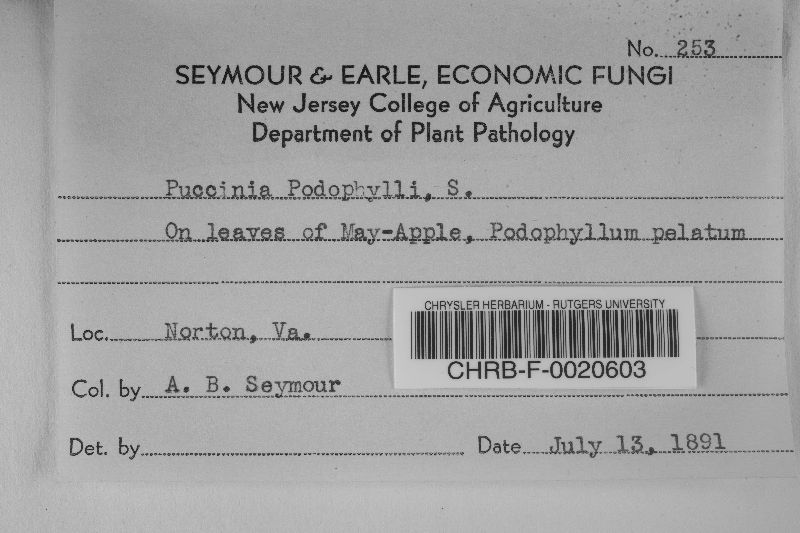 No. 253
SEYMOUR & EARLE, ECONOMIC FUNGI
New Jersey College of Agriculture
Department of Plant Pathology
Puccinia Podophylli, S.
On leaves of May-Apple, Podophyllum pelatum
Loc. Norton, Va.
CHRYSLER HERBARIUM - RUTGERS UNIVERSITY
CHRB-F-0020603
Col. by A. B. Seymour
Det. by
Date July 13, 1891